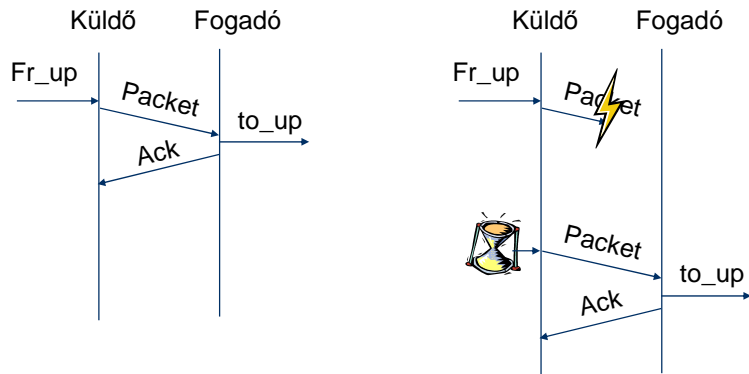 Küldő Fogadó
Fr_up
Packet
to_up
Ack
Küldő Fogadó
Fr_up
Packet
Packet
to_up
Ack